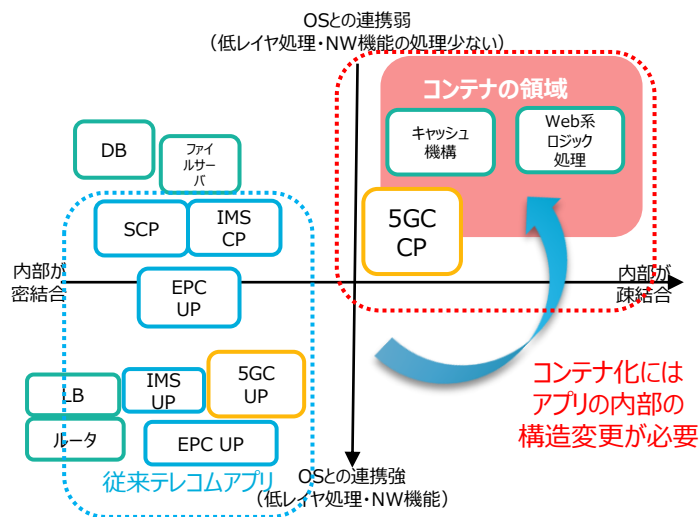 OSとの連携弱
（低レイヤ処理・NW機能の処理少ない）
コンテナの領域
キャッシュ
機構
Web系
ロジック
処理
DB
ファイ
ルサー
バ
SCP
IMS
CP
5GC
CP
内部が
密結合
内部が
疎結合
EPC
UP
LB
IMS
UP
5GC
UP
ルータ
EPC UP
コンテナ化には
アプリの内部の
構造変更が必要
従来テレコムアプリ
OSとの連携強
（低レイヤ処理・NW機能）